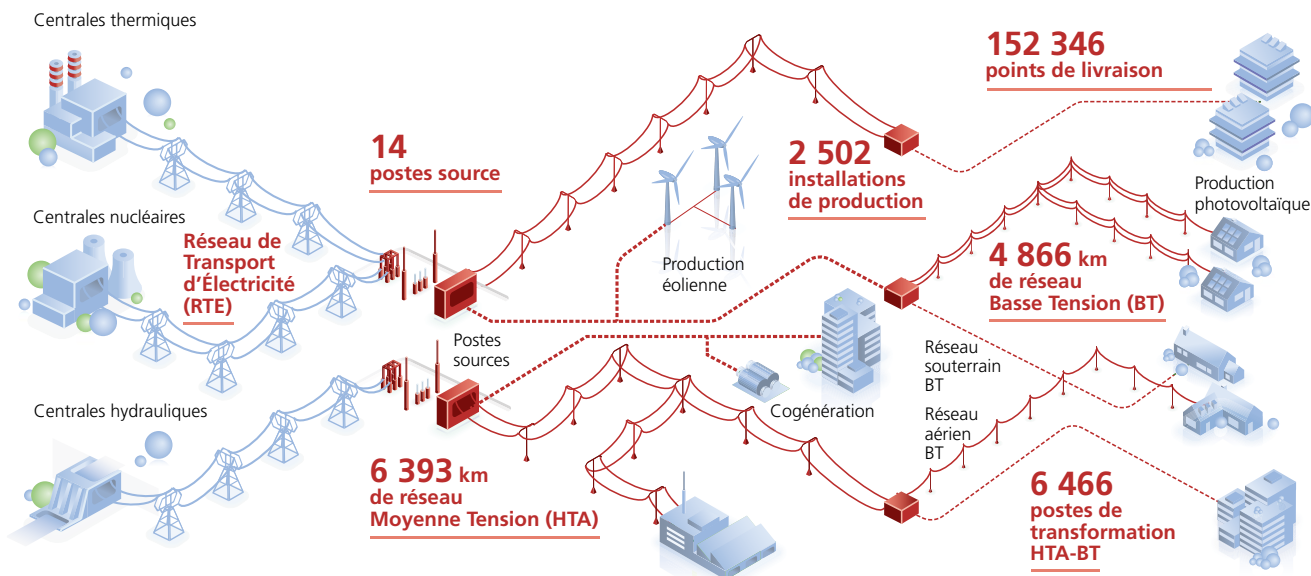 Centrales thermiques
152 346
points de livraison
14
postes source
2 502
installations
de production
Production
photovoltaïque
Centrales nucléaires
Réseau de
Transport
d’Électricité
(RTE)
Production
éolienne
4 866 km
de réseau
Basse Tension (BT)
Postes
sources
Réseau
souterrain
BT
Centrales hydrauliques
Cogénération
Réseau
aérien
BT
6 393 km
de réseau
Moyenne Tension (HTA)
6 466
postes de
transformation
HTA-BT